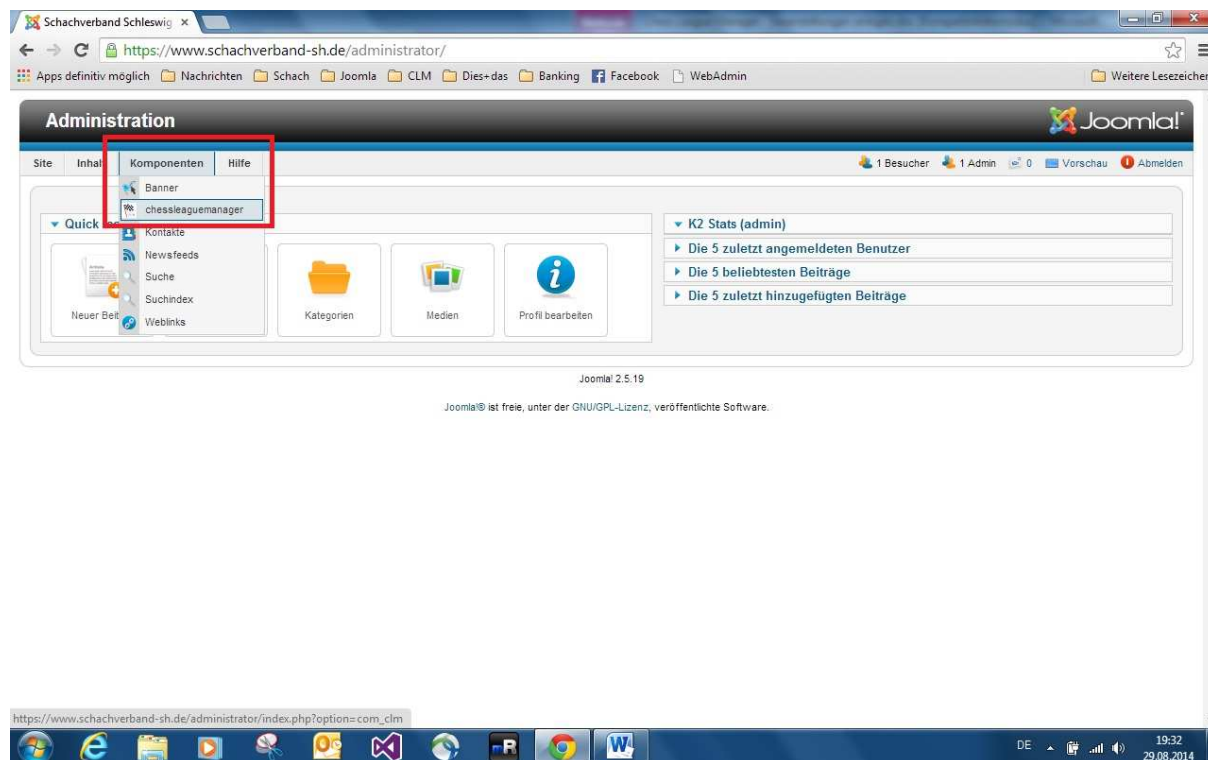 Schachverband Schleswig
https://www.schachverband-sh.de/administrator/
Apps definitiv möglich Nachrichten Schach Joomla CLM Dies+das Banking Facebook WebAdmin Weitere Lesezeichen
Administration Joomla!
Site Inhalt Komponenten Hilfe 1 Besucher 1 Admin 0 Vorschau Abmelden
Banner
chessleaguemanager
Kontakte
Newsfeeds
Suche
Suchindex
Weblinks
Quick
Neuer
Kategorien
Medien
Profil bearbeiten
K2 Stats (admin)
Die 5 zuletzt angemeldeten Benutzer
Die 5 beliebtesten Beiträge
Die 5 zuletzt hinzugefügten Beiträge
Joomla! 2.5.19
Joomla!® ist freie, unter der GNU/GPL-Lizenz, veröffentlichte Software.
https://www.schachverband-sh.de/administrator/index.php?option=com_clm
DE 19:32
29.08.2014